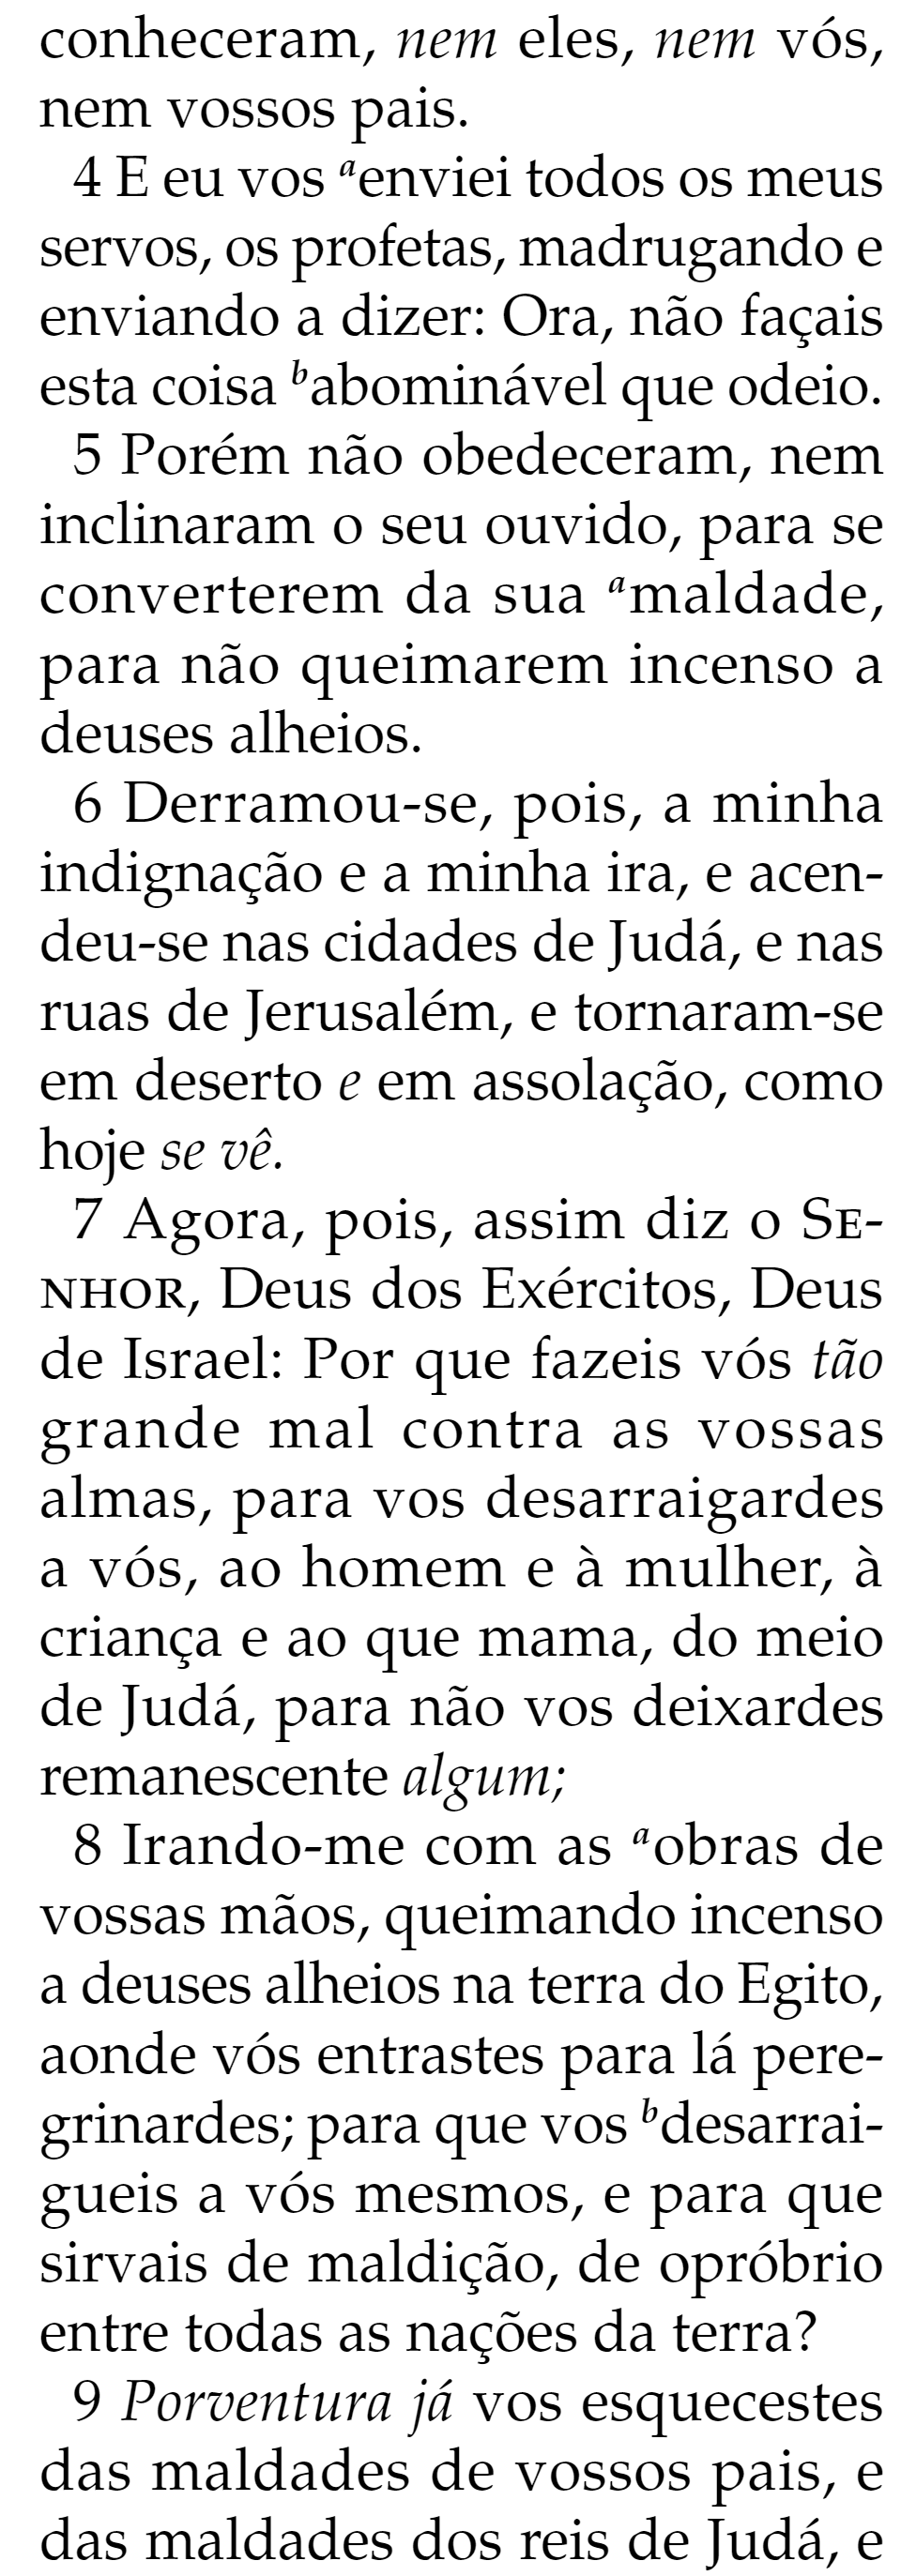 conheceram, nem eles, nem vós,
nem vossos pais.
4 E eu vos ᵃenviei todos os meus
servos, os profetas, madrugando e
enviando a dizer: Ora, não façais
esta coisa ᵇabominável que odeio.
5 Porém não obedeceram, nem
inclinaram o seu ouvido, para se
converterem da sua ᵃmaldade,
para não queimarem incenso a
deuses alheios.
6 Derramou-se, pois, a minha
indignação e a minha ira, e acen-
deu-se nas cidades de Judá, e nas
ruas de Jerusalém, e tornaram-se
em deserto e em assolação, como
hoje se vê.
7 Agora, pois, assim diz o SE-
NHOR, Deus dos Exércitos, Deus
de Israel: Por que fazeis vós tão
grande mal contra as vossas
almas, para vos desarraigardes
a vós, ao homem e à mulher, à
criança e ao que mama, do meio
de Judá, para não vos deixardes
remanescente algum;
8 Irando-me com as ᵃobras de
vossas mãos, queimando incenso
a deuses alheios na terra do Egito,
aonde vós entrastes para lá pere-
grinardes; para que vos ᵇdesarrai-
gueis a vós mesmos, e para que
sirvais de maldição, de opróbrio
entre todas as nações da terra?
9 Porventura já vos esquecestes
das maldades de vossos pais, e
das maldades dos reis de Judá, e